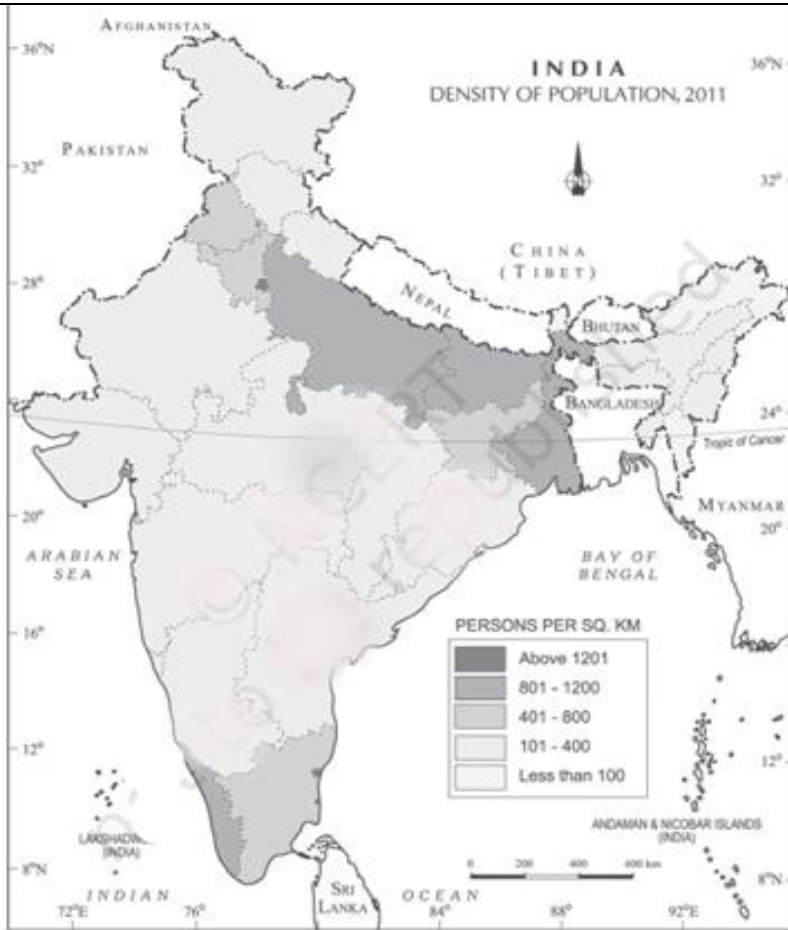 AFGHANISTAN
36°N
INDIA
DENSITY OF POPULATION, 2011
36°N
PAKISTAN
32°
32°
CHINA
(TIBET)
28°
NEPAL
BHUTAN
BANGLADESH
24°
Tropic of Cancer
MYANMAR
20°
20°
ARABIAN
SEA
BAY OF
BENGAL
© NCERT
republished
16°
PERSONS PER SQ. KM
Above 1201
801 - 1200
401 - 800
101 - 400
Less than 100
12°
12°
(INDIA)
ANDAMAN & NICOBAR ISLANDS
(INDIA)
0 200 400 600 km
8°N
8°N
INDIAN
SRI
LANKA
OCEAN
72°E
76°
84°
88°
92°E